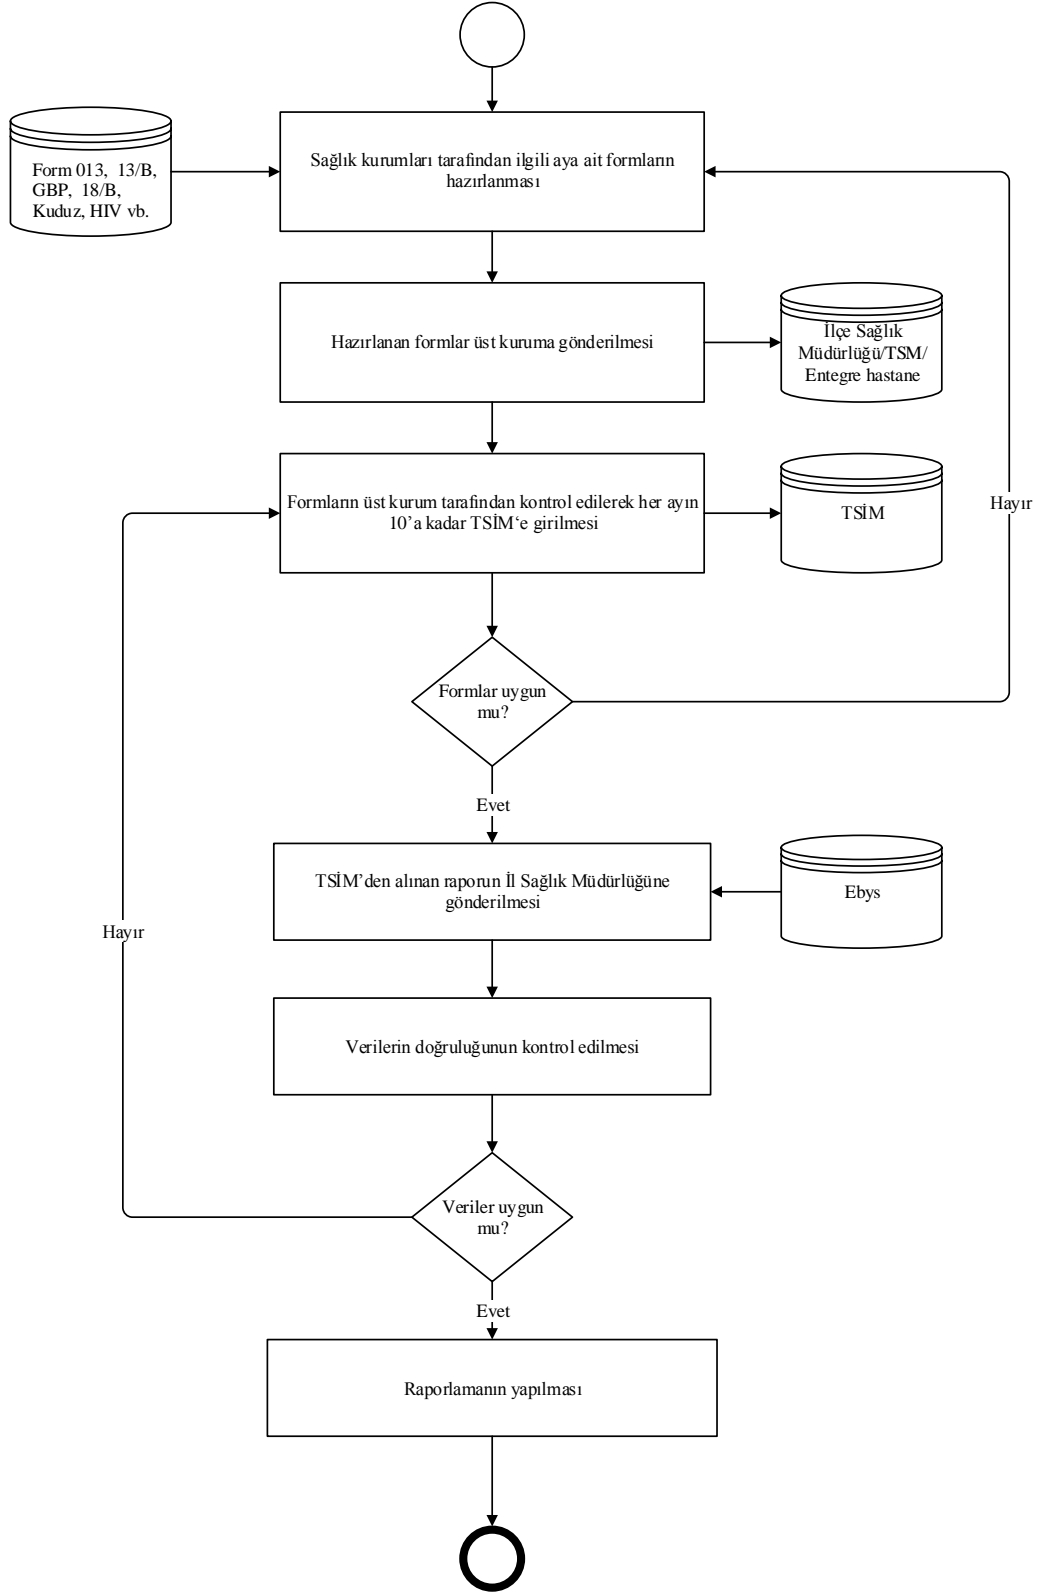 Form 013, 13/B,
GBP, 18/B,
Kuduz, HIV vb.
Sağlık kurumları tarafından ilgili aya ait formların
hazırlanması
Hazırlanan formlar üst kuruma gönderilmesi
İlçe Sağlık
Müdürlüğü/TSM/
Entegre hastane
Formların üst kurum tarafından kontrol edilerek her ayın
10’a kadar TSİM‘e girilmesi
TSİM
Hayır
Formlar uygun
mu?
Evet
TSİM’den alınan raporun İl Sağlık Müdürlüğüne
gönderilmesi
Ebys
Hayır
Verilerin doğruluğunun kontrol edilmesi
Veriler uygun
mu?
Evet
Raporlamanın yapılması